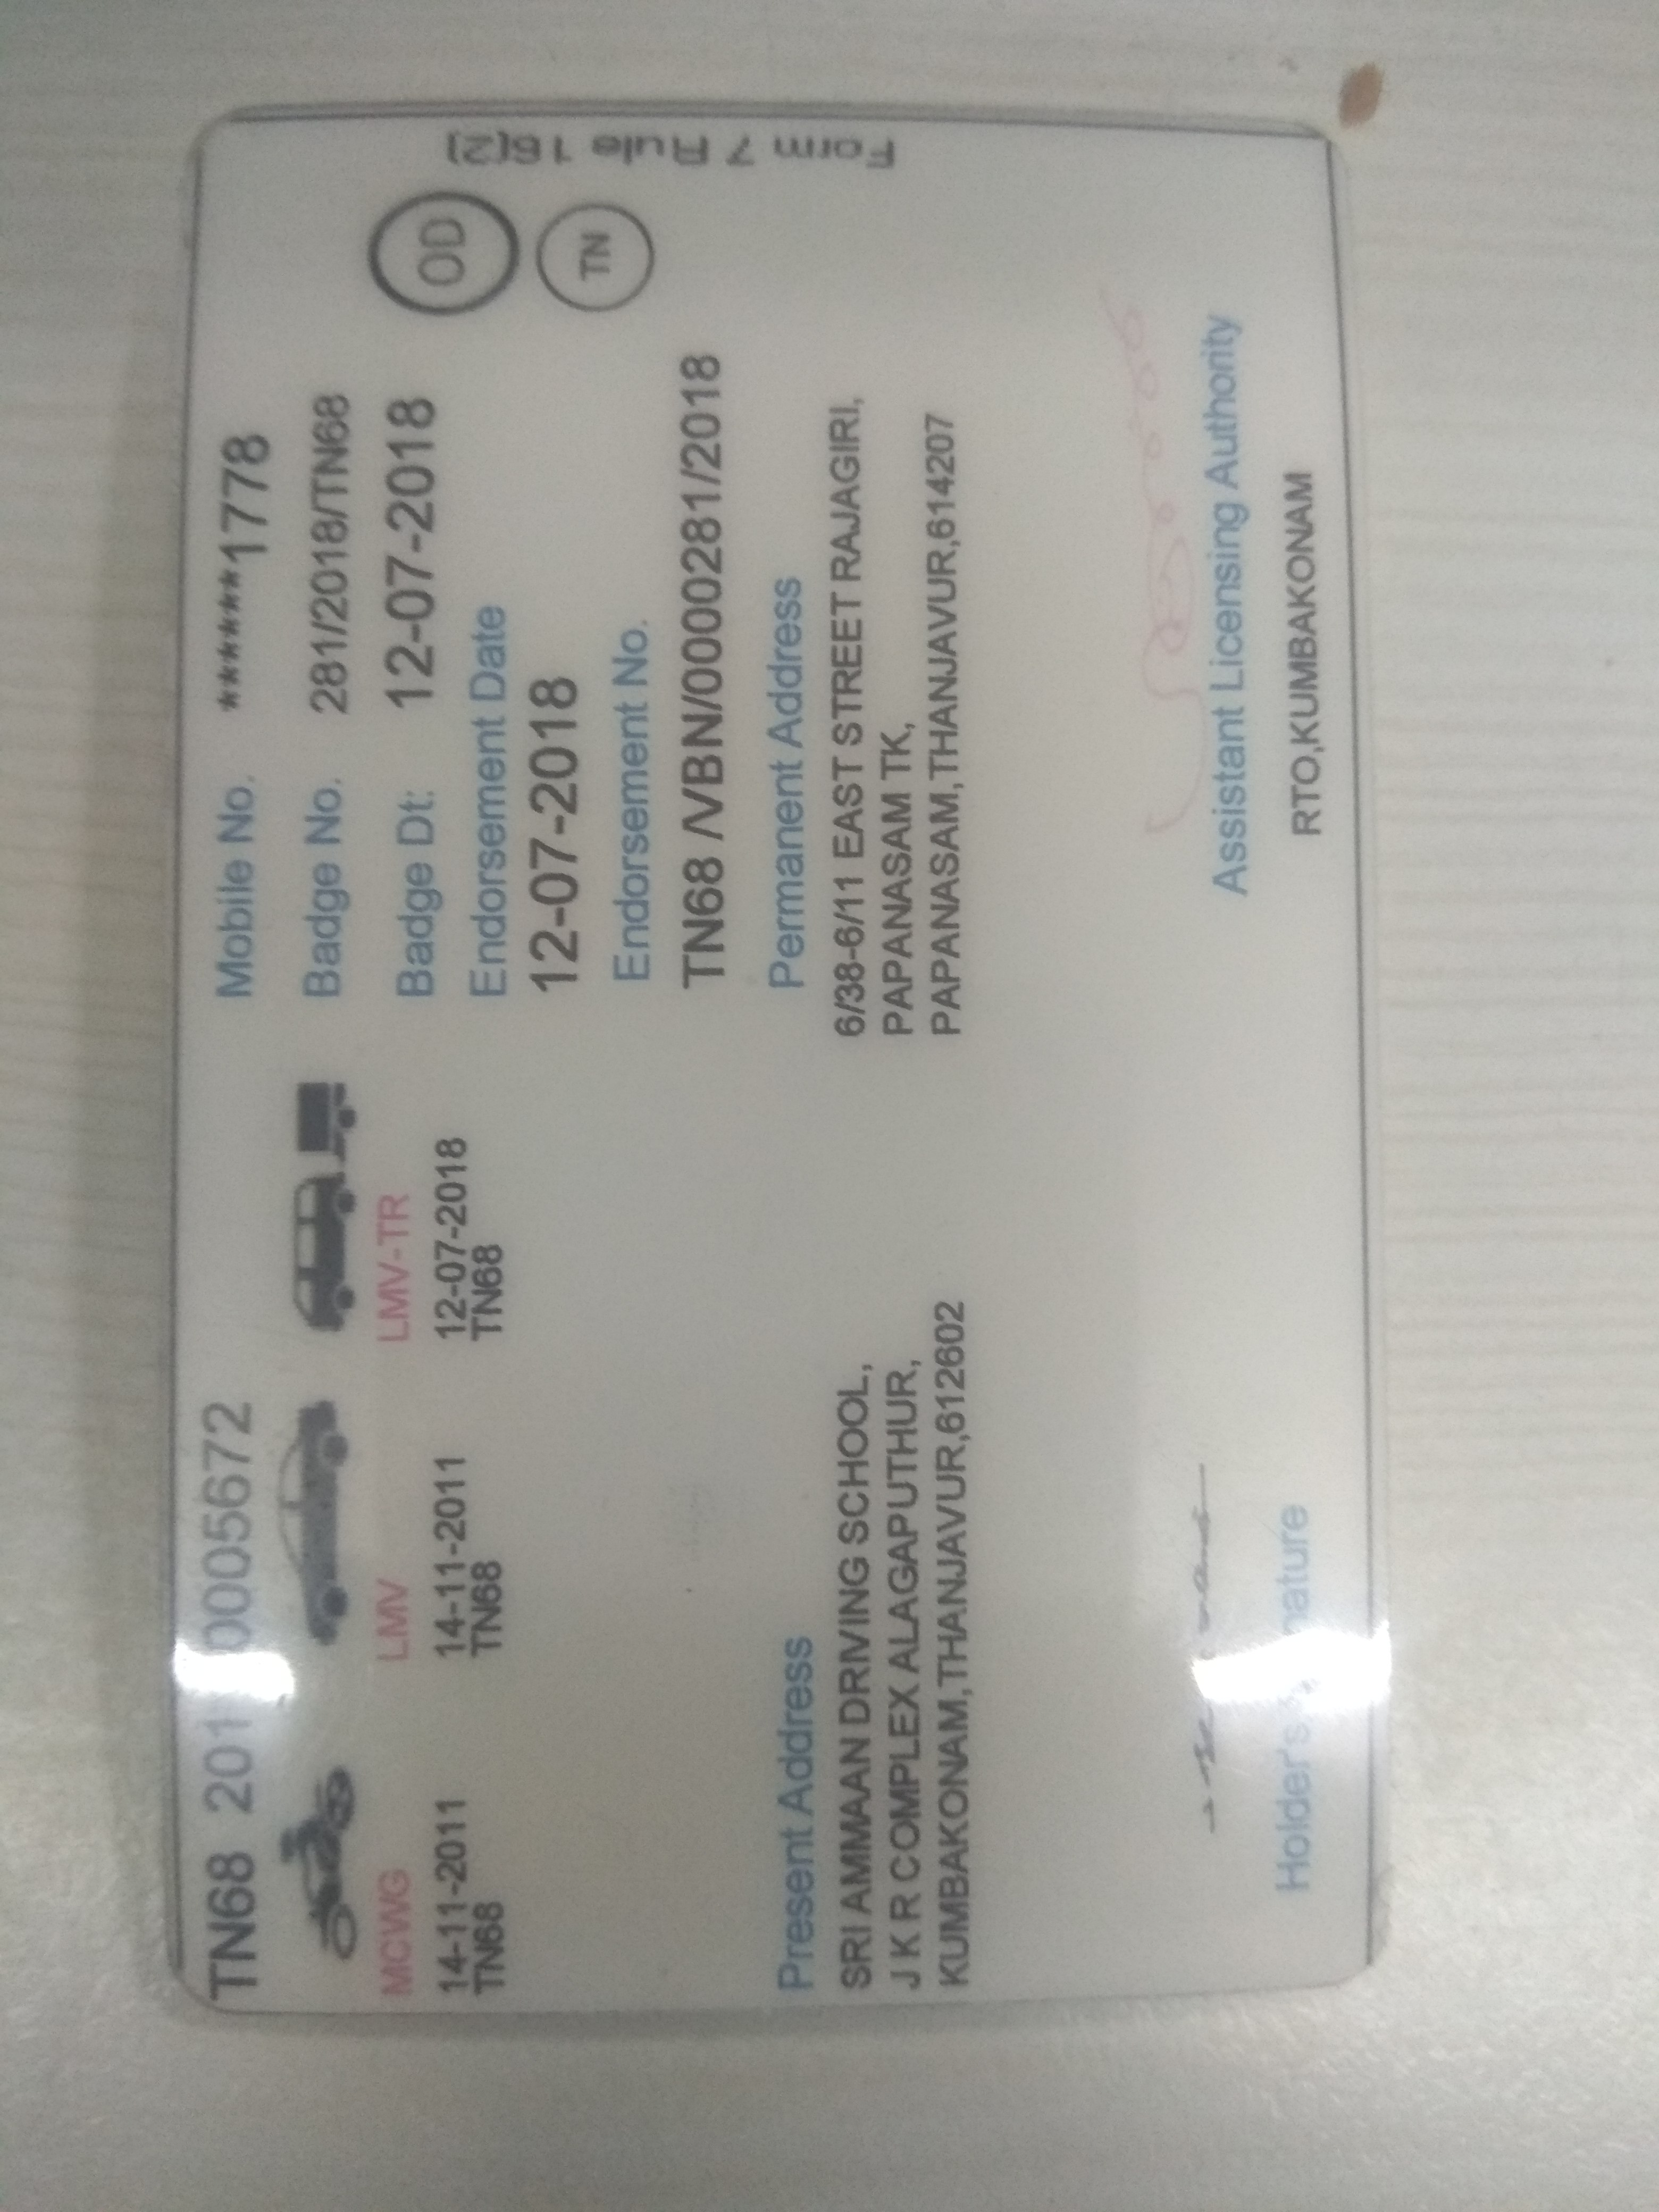 TN68 201 0005672
MCWG
14-11-2011
TN68
LMV
14-11-2011
TN68
LMV-TR
12-07-2018
TN68
Mobile No. ******1778
Badge No. 281/2018/TN68
Badge Dt: 12-07-2018
Endorsement Date
12-07-2018
Endorsement No.
TN68 /VBN/0000281/2018
OD
TN
Form 7 Rule 16(2)
Present Address
SRI AMMAAN DRIVING SCHOOL,
J K R COMPLEX ALAGAPUTHUR,
KUMBAKONAM,THANJAVUR,612602
Permanent Address
6/38-6/11 EAST STREET RAJAGIRI,
PAPANASAM TK,
PAPANASAM,THANJAVUR,614207
Holder's
Assistant Licensing Authority
RTO,KUMBAKONAM